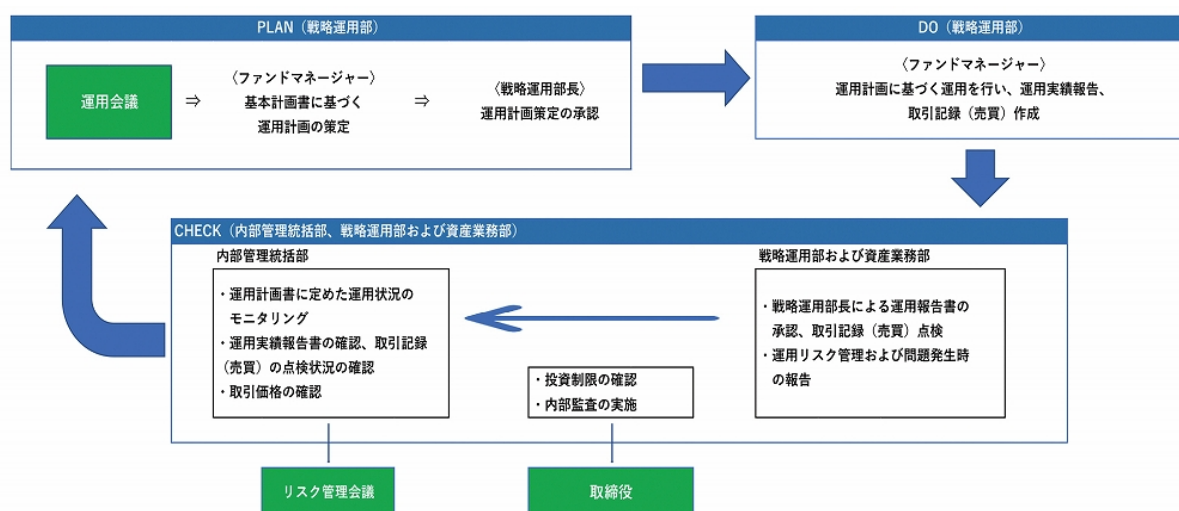 PLAN（戦略運用部）
運用会議
⇒
〈ファンドマネージャー〉
基本計画書に基づく
運用計画の策定
⇒
〈戦略運用部長〉
運用計画策定の承認
DO（戦略運用部）
〈ファンドマネージャー〉
運用計画に基づく運用を行い、運用実績報告、
取引記録（売買）作成
CHECK（内部管理統括部、戦略運用部および資産業務部）
内部管理統括部
・運用計画書に定めた運用状況の
モニタリング
・運用実績報告書の確認、取引記録
（売買）の点検状況の確認
・取引価格の確認
・投資制限の確認
・内部監査の実施
戦略運用部および資産業務部
・戦略運用部長による運用報告書の
承認、取引記録（売買）点検
・運用リスク管理および問題発生時
の報告
リスク管理会議
取締役